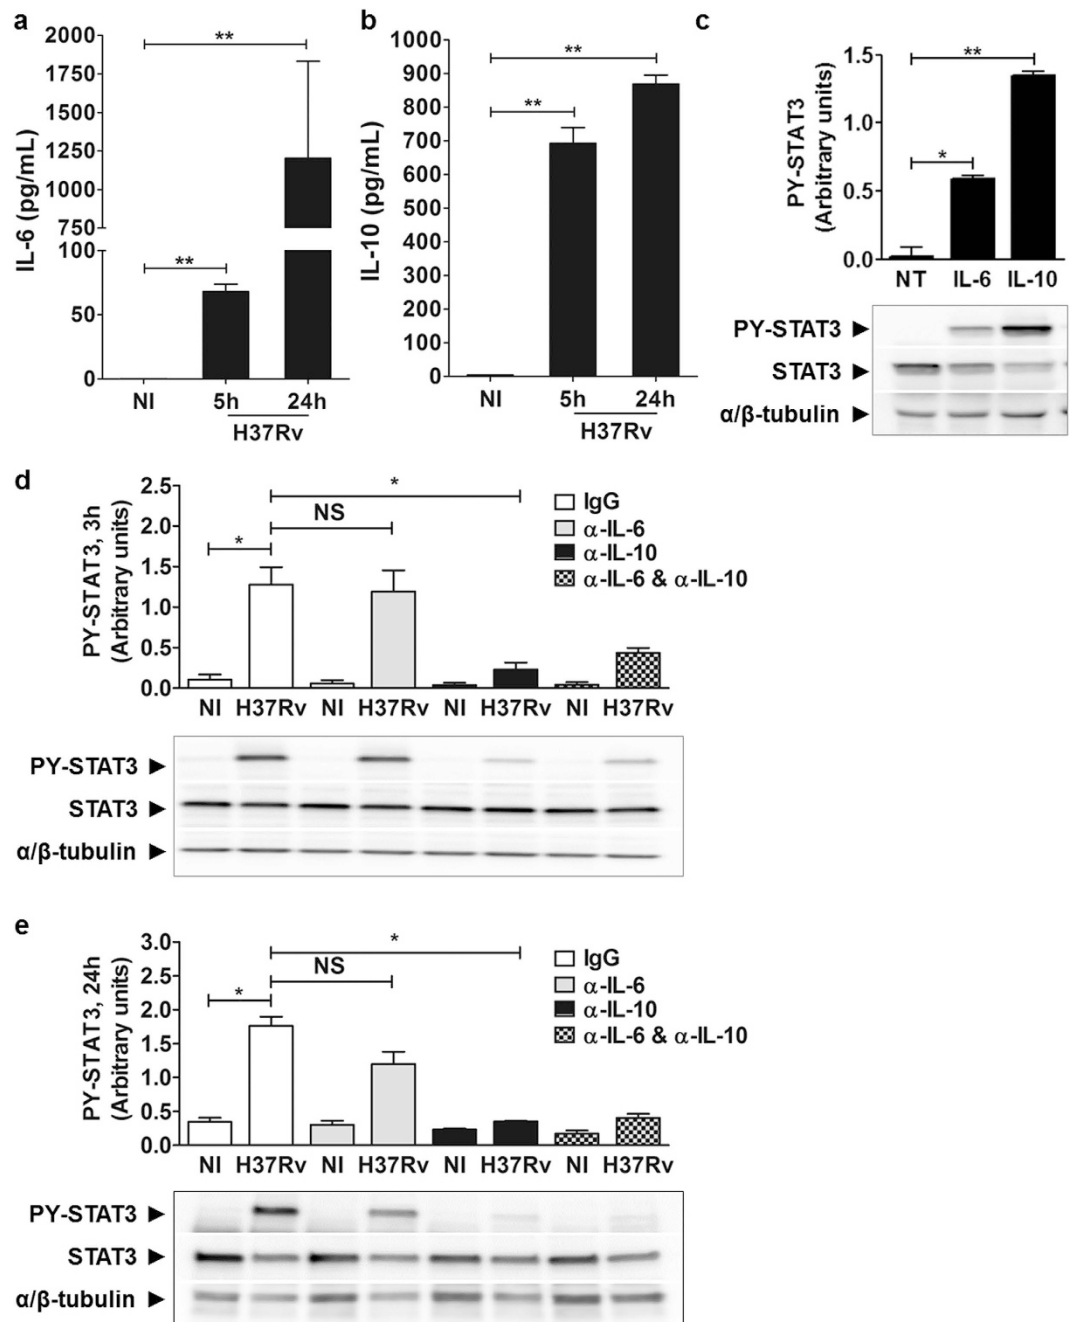 a
IL-6 (pg/mL)
2000
1750
1500
1250
1000
750
100
50
0
**
**
NI
5h
24h
H37Rv
b
IL-10 (pg/mL)
1000
900
800
700
600
500
400
300
200
100
0
**
**
NI
5h
24h
H37Rv
c
PY-STAT3
(Arbitrary units)
1.5
1.0
0.5
0.0
**
*
NT IL-6 IL-10
PY-STAT3
STAT3
α/β-tubulin
d
PY-STAT3, 3h
(Arbitrary units)
2.5
2.0
1.5
1.0
0.5
0.0
*
NS
*
IgG
α-IL-6
α-IL-10
α-IL-6 & α-IL-10
NI H37Rv NI H37Rv NI H37Rv NI H37Rv
PY-STAT3
STAT3
α/β-tubulin
e
PY-STAT3, 24h
(Arbitrary units)
3.0
2.5
2.0
1.5
1.0
0.5
0.0
*
NS
*
IgG
α-IL-6
α-IL-10
α-IL-6 & α-IL-10
NI H37Rv NI H37Rv NI H37Rv NI H37Rv
PY-STAT3
STAT3
α/β-tubulin